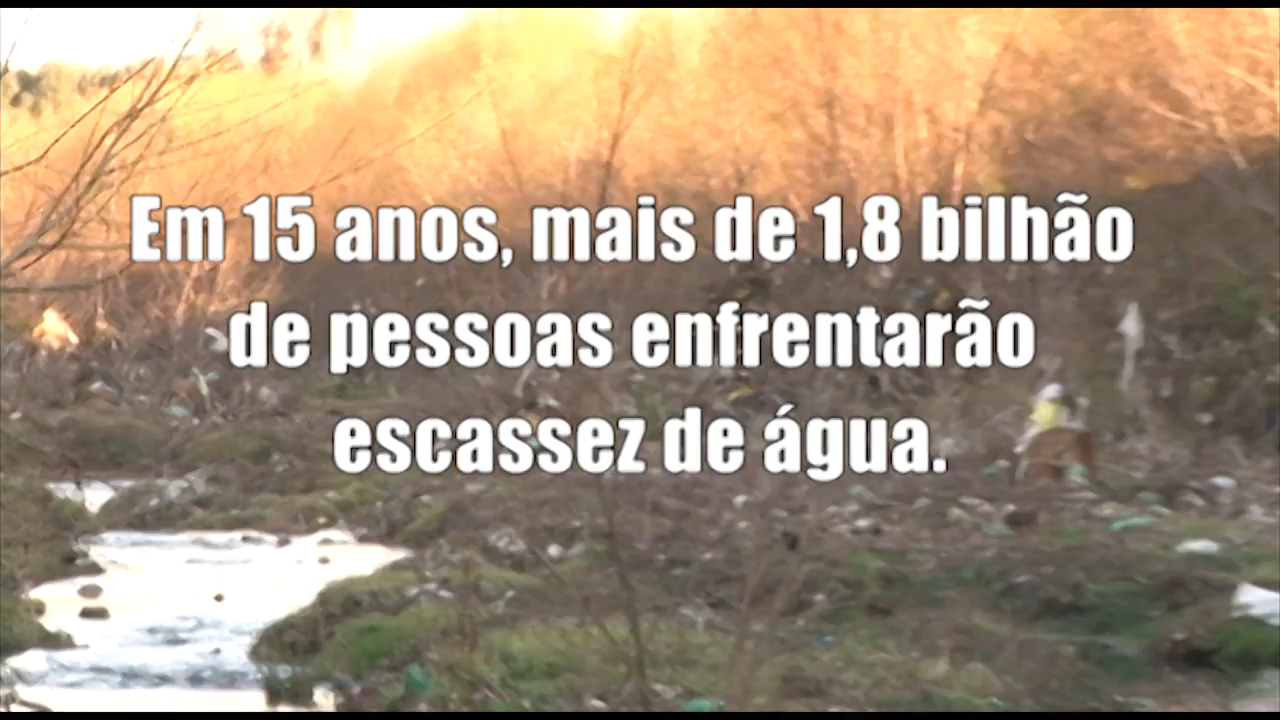 Em 15 anos, mais de 1,8 bilhão
de pessoas enfrentarão
escassez de água.